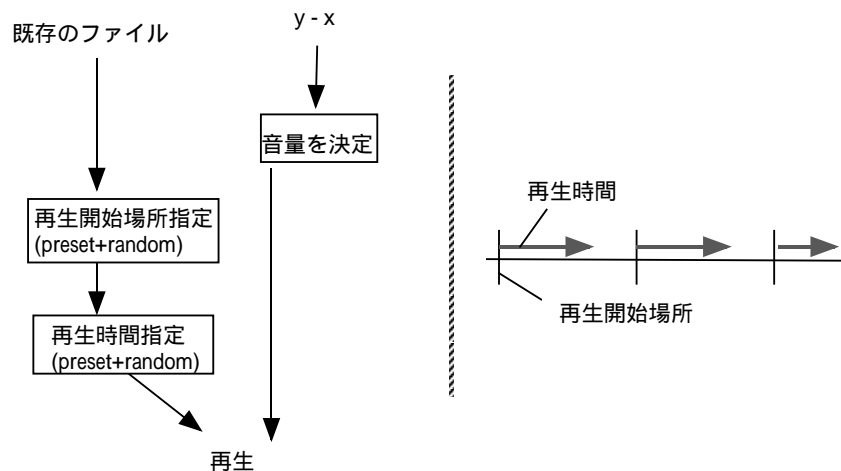 既存のファイル
y - x
音量を決定
再生開始場所指定
(preset+random)
再生時間指定
(preset+random)
再生
再生時間
再生開始場所